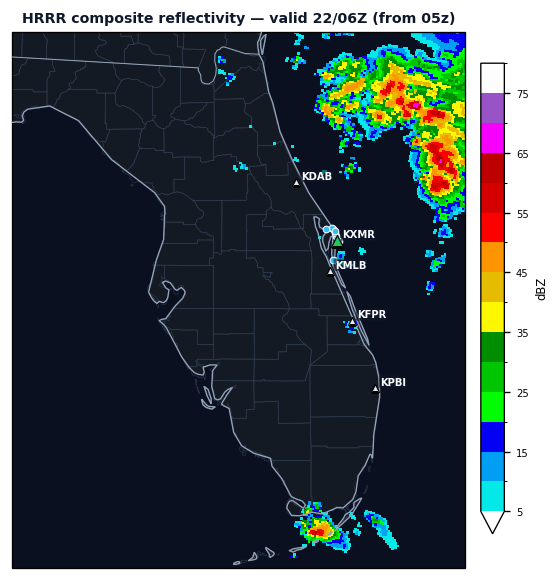 HRRR composite reflectivity — valid 22/06Z (from 05z)
KDAB
KXMR
KMLB
KFPR
KPBI
75
65
55
45
35
25
15
5
dBZ